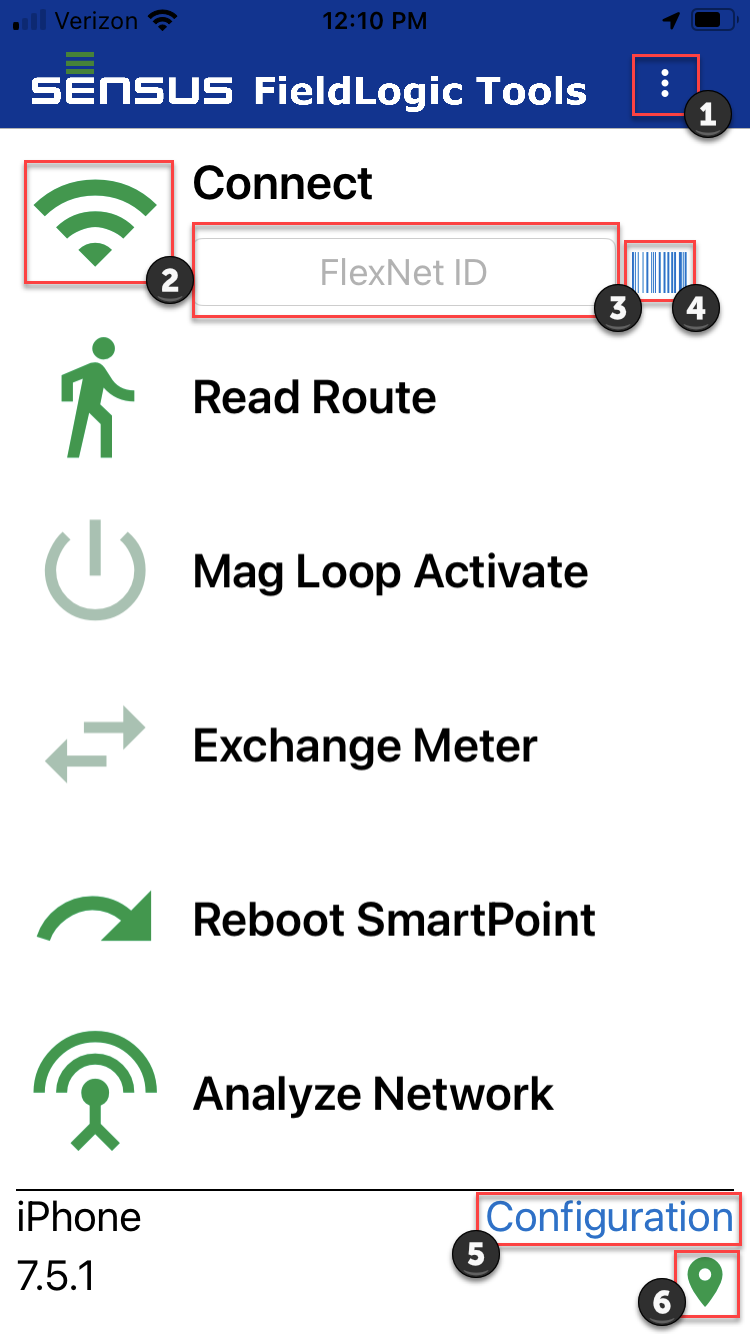 Verizon 12:10 PM
SENSUS FieldLogic Tools
1
Connect
2
FlexNet ID
3
4
Read Route
Mag Loop Activate
Exchange Meter
Reboot SmartPoint
Analyze Network
iPhone
Configuration
5
7.5.1
6